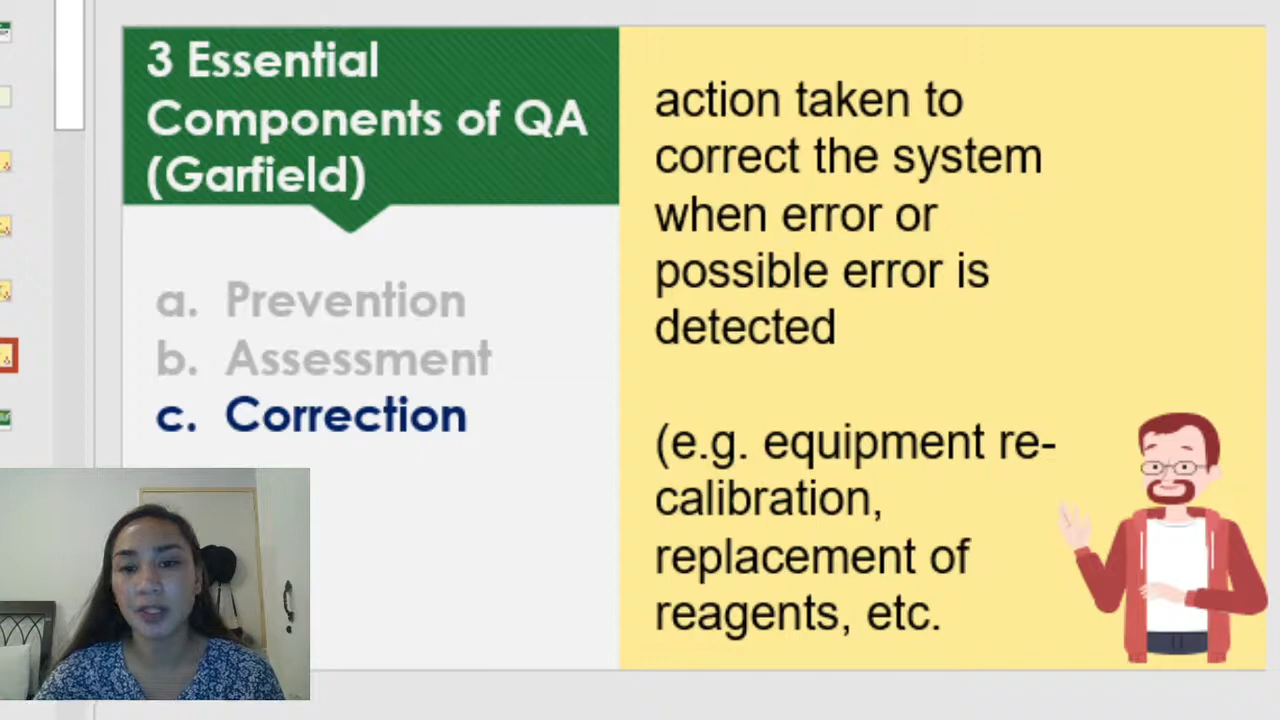 3 Essential
Components of QA
(Garfield)
a. Prevention
b. Assessment
c. Correction
action taken to
correct the system
when error or
possible error is
detected
(e.g. equipment re-
calibration,
replacement of
reagents, etc.